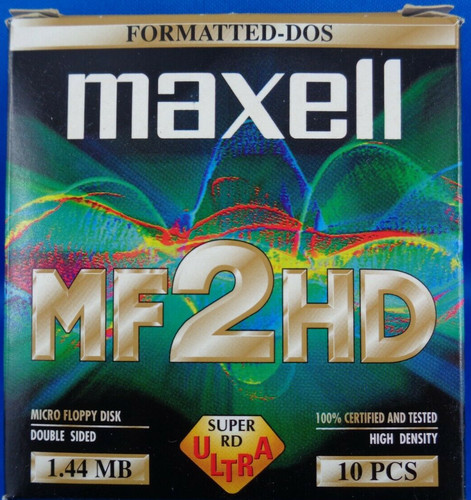 FORMATTED-DOS
maxell
MF2HD
MICRO FLOPPY DISK
DOUBLE SIDED
1.44 MB
SUPER
RD
ULTRA
100% CERTIFIED AND TESTED
HIGH DENSITY
10 PCS